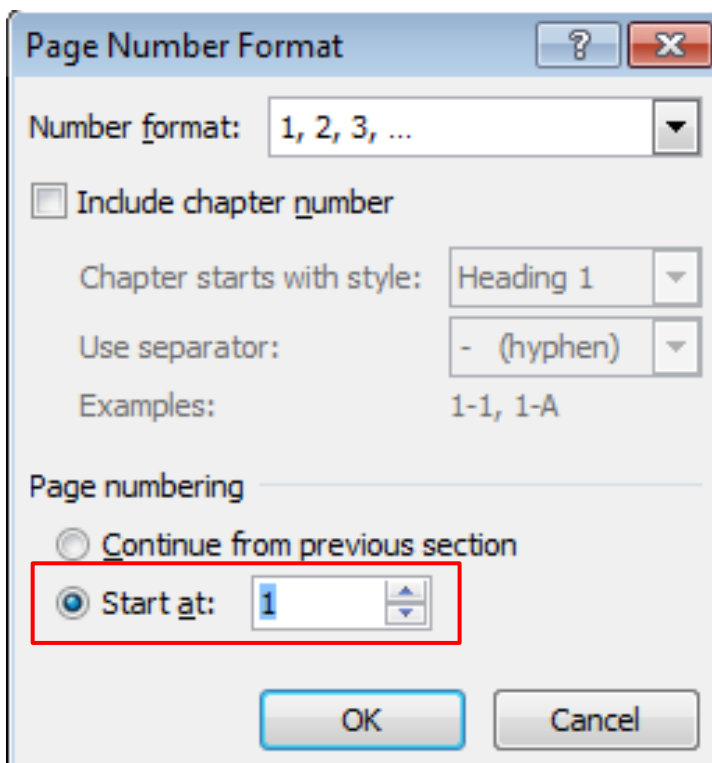 Page Number Format
Number format: 1, 2, 3, ...
Include chapter number
Chapter starts with style: Heading 1
Use separator: - (hyphen)
Examples: 1-1, 1-A
Page numbering
Continue from previous section
Start at: 1
OK Cancel